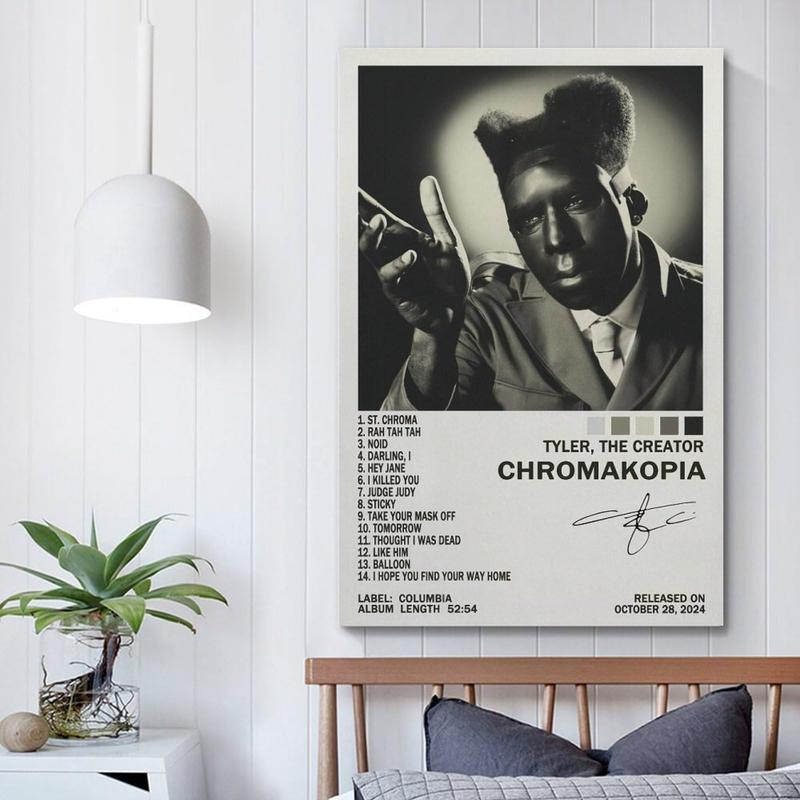 1. ST. CHROMA
2. RAH TAH TAH
3. NOID
4. DARLING, I
5. HEY JANE
6. I KILLED YOU
7. JUDGE JUDY
8. STICKY
9. TAKE YOUR MASK OFF
10. TOMORROW
11. THOUGHT I WAS DEAD
12. LIKE HIM
13. BALLOON
14. I HOPE YOU FIND YOUR WAY HOME
TYLER, THE CREATOR
CHROMAKOPIA
LABEL: COLUMBIA
ALBUM LENGTH 52:54
RELEASED ON
OCTOBER 28, 2024